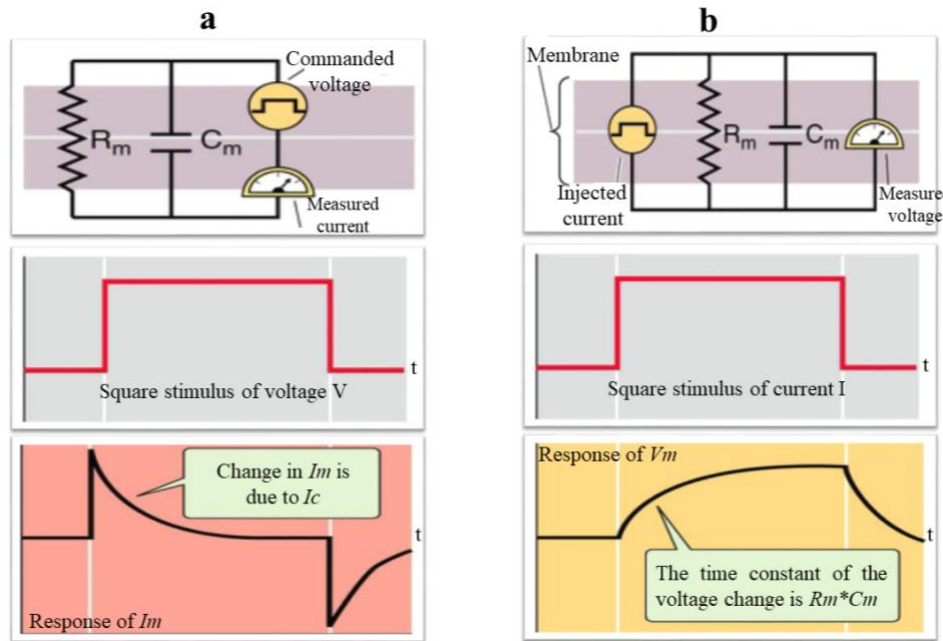 a
Commanded
voltage
Rm
Cm
Measured
current
t
Square stimulus of voltage V
Change in Im is
due to Ic
t
Response of Im
b
Membrane
Rm
Cm
Injected
current
Measure
voltage
t
Square stimulus of current I
Response of Vm
t
The time constant of the
voltage change is Rm*Cm